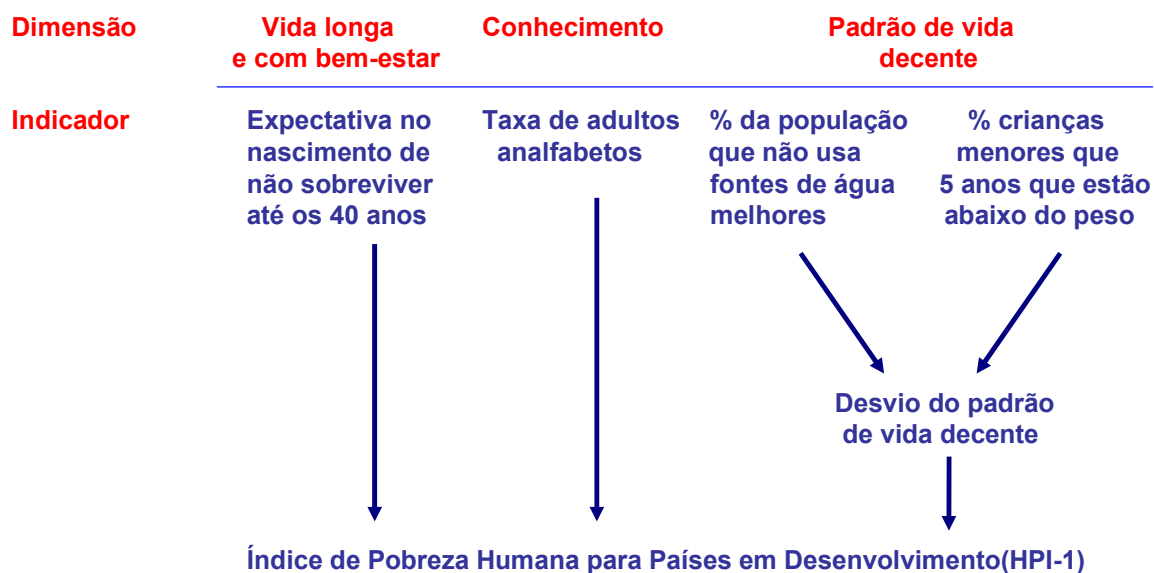 Dimensão
Vida longa
e com bem-estar
Conhecimento
Padrão de vida
decente
Indicador
Expectativa no
nascimento de
não sobreviver
até os 40 anos
Taxa de adultos
analfabetos
% da população
que não usa
fontes de água
melhores
% crianças
menores que
5 anos que estão
abaixo do peso
Desvio do padrão
de vida decente
Índice de Pobreza Humana para Países em Desenvolvimento(HPI-1)